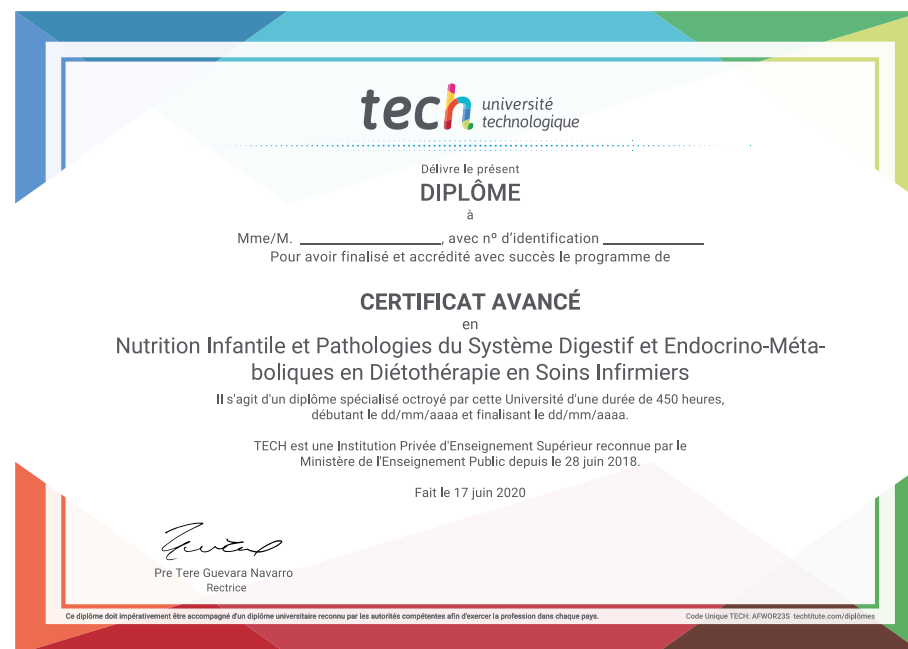 tech université
technologique
Délivre le présent
DIPLÔME
à
Mme/M. ____________________, avec nº d'identification ______________
Pour avoir finalisé et accrédité avec succès le programme de
CERTIFICAT AVANCÉ
en
Nutrition Infantile et Pathologies du Système Digestif et Endocrino-Méta-
boliques en Diétothérapie en Soins Infirmiers
Il s'agit d'un diplôme spécialisé octroyé par cette Université d'une durée de 450 heures,
débutant le dd/mm/aaaa et finalisant le dd/mm/aaaa.
TECH est une Institution Privée d'Enseignement Supérieur reconnue par le
Ministère de l'Enseignement Public depuis le 28 juin 2018.
Fait le 17 juin 2020
Pre Tere Guevara Navarro
Rectrice
Ce diplôme doit impérativement être accompagné d'un diplôme universitaire reconnu par les autorités compétentes afin d'exercer la profession dans chaque pays.
Code Unique TECH: AFWOR23S techtitute.com/diplômes